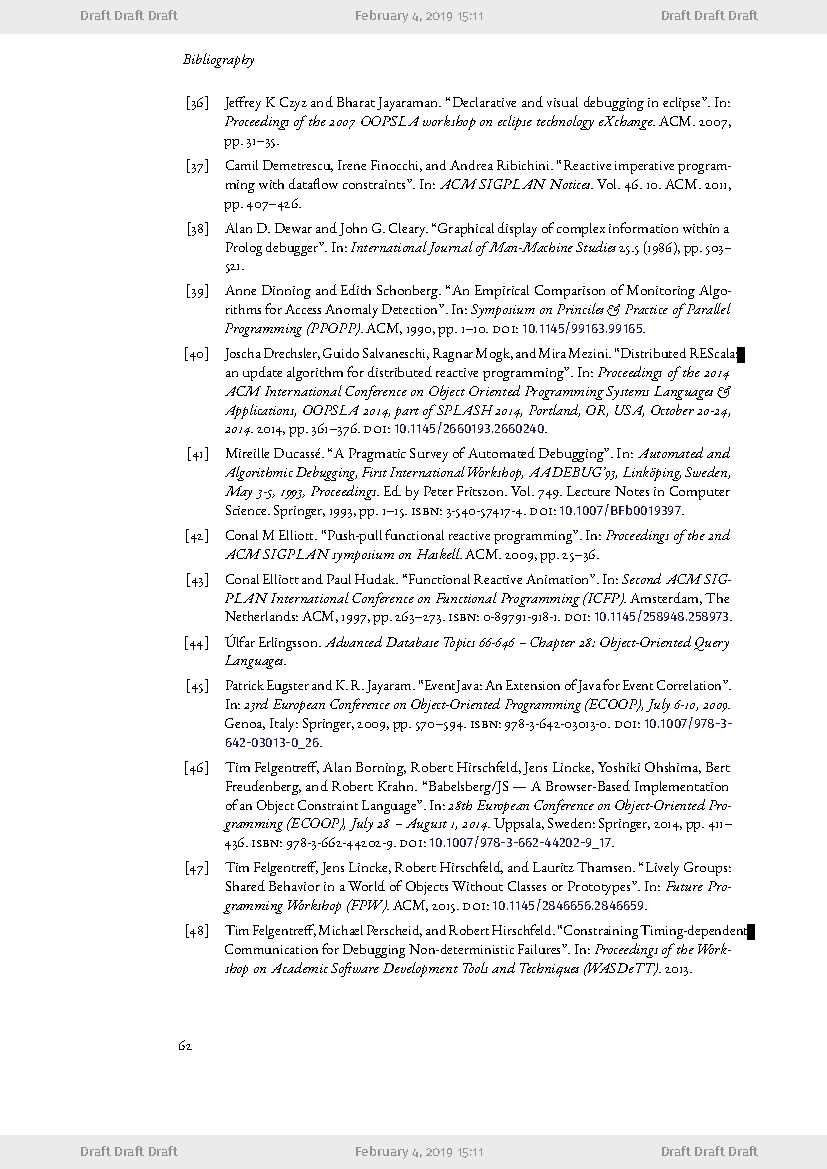 Draft Draft Draft February 4, 2019 15:11 Draft Draft Draft
Bibliography
[36] Jeffrey K Czyz and Bharat Jayaraman. “Declarative and visual debugging in eclipse”. In:
Proceedings of the 2007 OOPSLA workshop on eclipse technology eXchange. ACM. 2007,
pp. 31–35.
[37] Camil Demetrescu, Irene Finocchi, and Andrea Ribichini. “Reactive imperative program-
ming with dataflow constraints”. In: ACM SIGPLAN Notices. Vol. 46. 10. ACM. 2011,
pp. 407–426.
[38] Alan D. Dewar and John G. Cleary. “Graphical display of complex information within a
Prolog debugger”. In: International Journal of Man-Machine Studies 25.5 (1986), pp. 503–
521.
[39] Anne Dinning and Edith Schonberg. “An Empirical Comparison of Monitoring Algo-
rithms for Access Anomaly Detection”. In: Symposium on Princiles & Practice of Parallel
Programming (PPOPP). ACM, 1990, pp. 1–10. DOI: 10.1145/99163.99165.
[40] Joscha Drechsler, Guido Salvaneschi, Ragnar Mogk, and Mira Mezini. “Distributed REScala:
an update algorithm for distributed reactive programming”. In: Proceedings of the 2014
ACM International Conference on Object Oriented Programming Systems Languages &
Applications, OOPSLA 2014, part of SPLASH 2014, Portland, OR, USA, October 20-24,
2014. 2014, pp. 361–376. DOI: 10.1145/2660193.2660240.
[41] Mireille Ducassé. “A Pragmatic Survey of Automated Debugging”. In: Automated and
Algorithmic Debugging, First International Workshop, AADEBUG’93, Linköping, Sweden,
May 3-5, 1993, Proceedings. Ed. by Peter Fritszon. Vol. 749. Lecture Notes in Computer
Science. Springer, 1993, pp. 1–15. ISBN: 3-540-57417-4. DOI: 10.1007/BFb0019397.
[42] Conal M Elliott. “Push-pull functional reactive programming”. In: Proceedings of the 2nd
ACM SIGPLAN symposium on Haskell. ACM. 2009, pp. 25–36.
[43] Conal Elliott and Paul Hudak. “Functional Reactive Animation”. In: Second ACM SIG-
PLAN International Conference on Functional Programming (ICFP). Amsterdam, The
Netherlands: ACM, 1997, pp. 263–273. ISBN: 0-89791-918-1. DOI: 10.1145/258948.258973.
[44] Úlfar Erlingsson. Advanced Database Topics 66-646 – Chapter 28: Object-Oriented Query
Languages.
[45] Patrick Eugster and K. R. Jayaram. “EventJava: An Extension of Java for Event Correlation”.
In: 23rd European Conference on Object-Oriented Programming (ECOOP), July 6-10, 2009.
Genoa, Italy: Springer, 2009, pp. 570–594. ISBN: 978-3-642-03013-0. DOI: 10.1007/978-3-
642-03013-0_26.
[46] Tim Felgentreff, Alan Borning, Robert Hirschfeld, Jens Lincke, Yoshiki Ohshima, Bert
Freudenberg, and Robert Krahn. “Babelsberg/JS — A Browser-Based Implementation
of an Object Constraint Language”. In: 28th European Conference on Object-Oriented Pro-
gramming (ECOOP), July 28 – August 1, 2014. Uppsala, Sweden: Springer, 2014, pp. 411–
436. ISBN: 978-3-662-44202-9. DOI: 10.1007/978-3-662-44202-9_17.
[47] Tim Felgentreff, Jens Lincke, Robert Hirschfeld, and Lauritz Thamsen. “Lively Groups:
Shared Behavior in a World of Objects Without Classes or Prototypes”. In: Future Pro-
gramming Workshop (FPW). ACM, 2015. DOI: 10.1145/2846656.2846659.
[48] Tim Felgentreff, Michael Perscheid, and Robert Hirschfeld. “Constraining Timing-dependent
Communication for Debugging Non-deterministic Failures”. In: Proceedings of the Work-
shop on Academic Software Development Tools and Techniques (WASDeTT). 2013.
62
Draft Draft Draft February 4, 2019 15:11 Draft Draft Draft